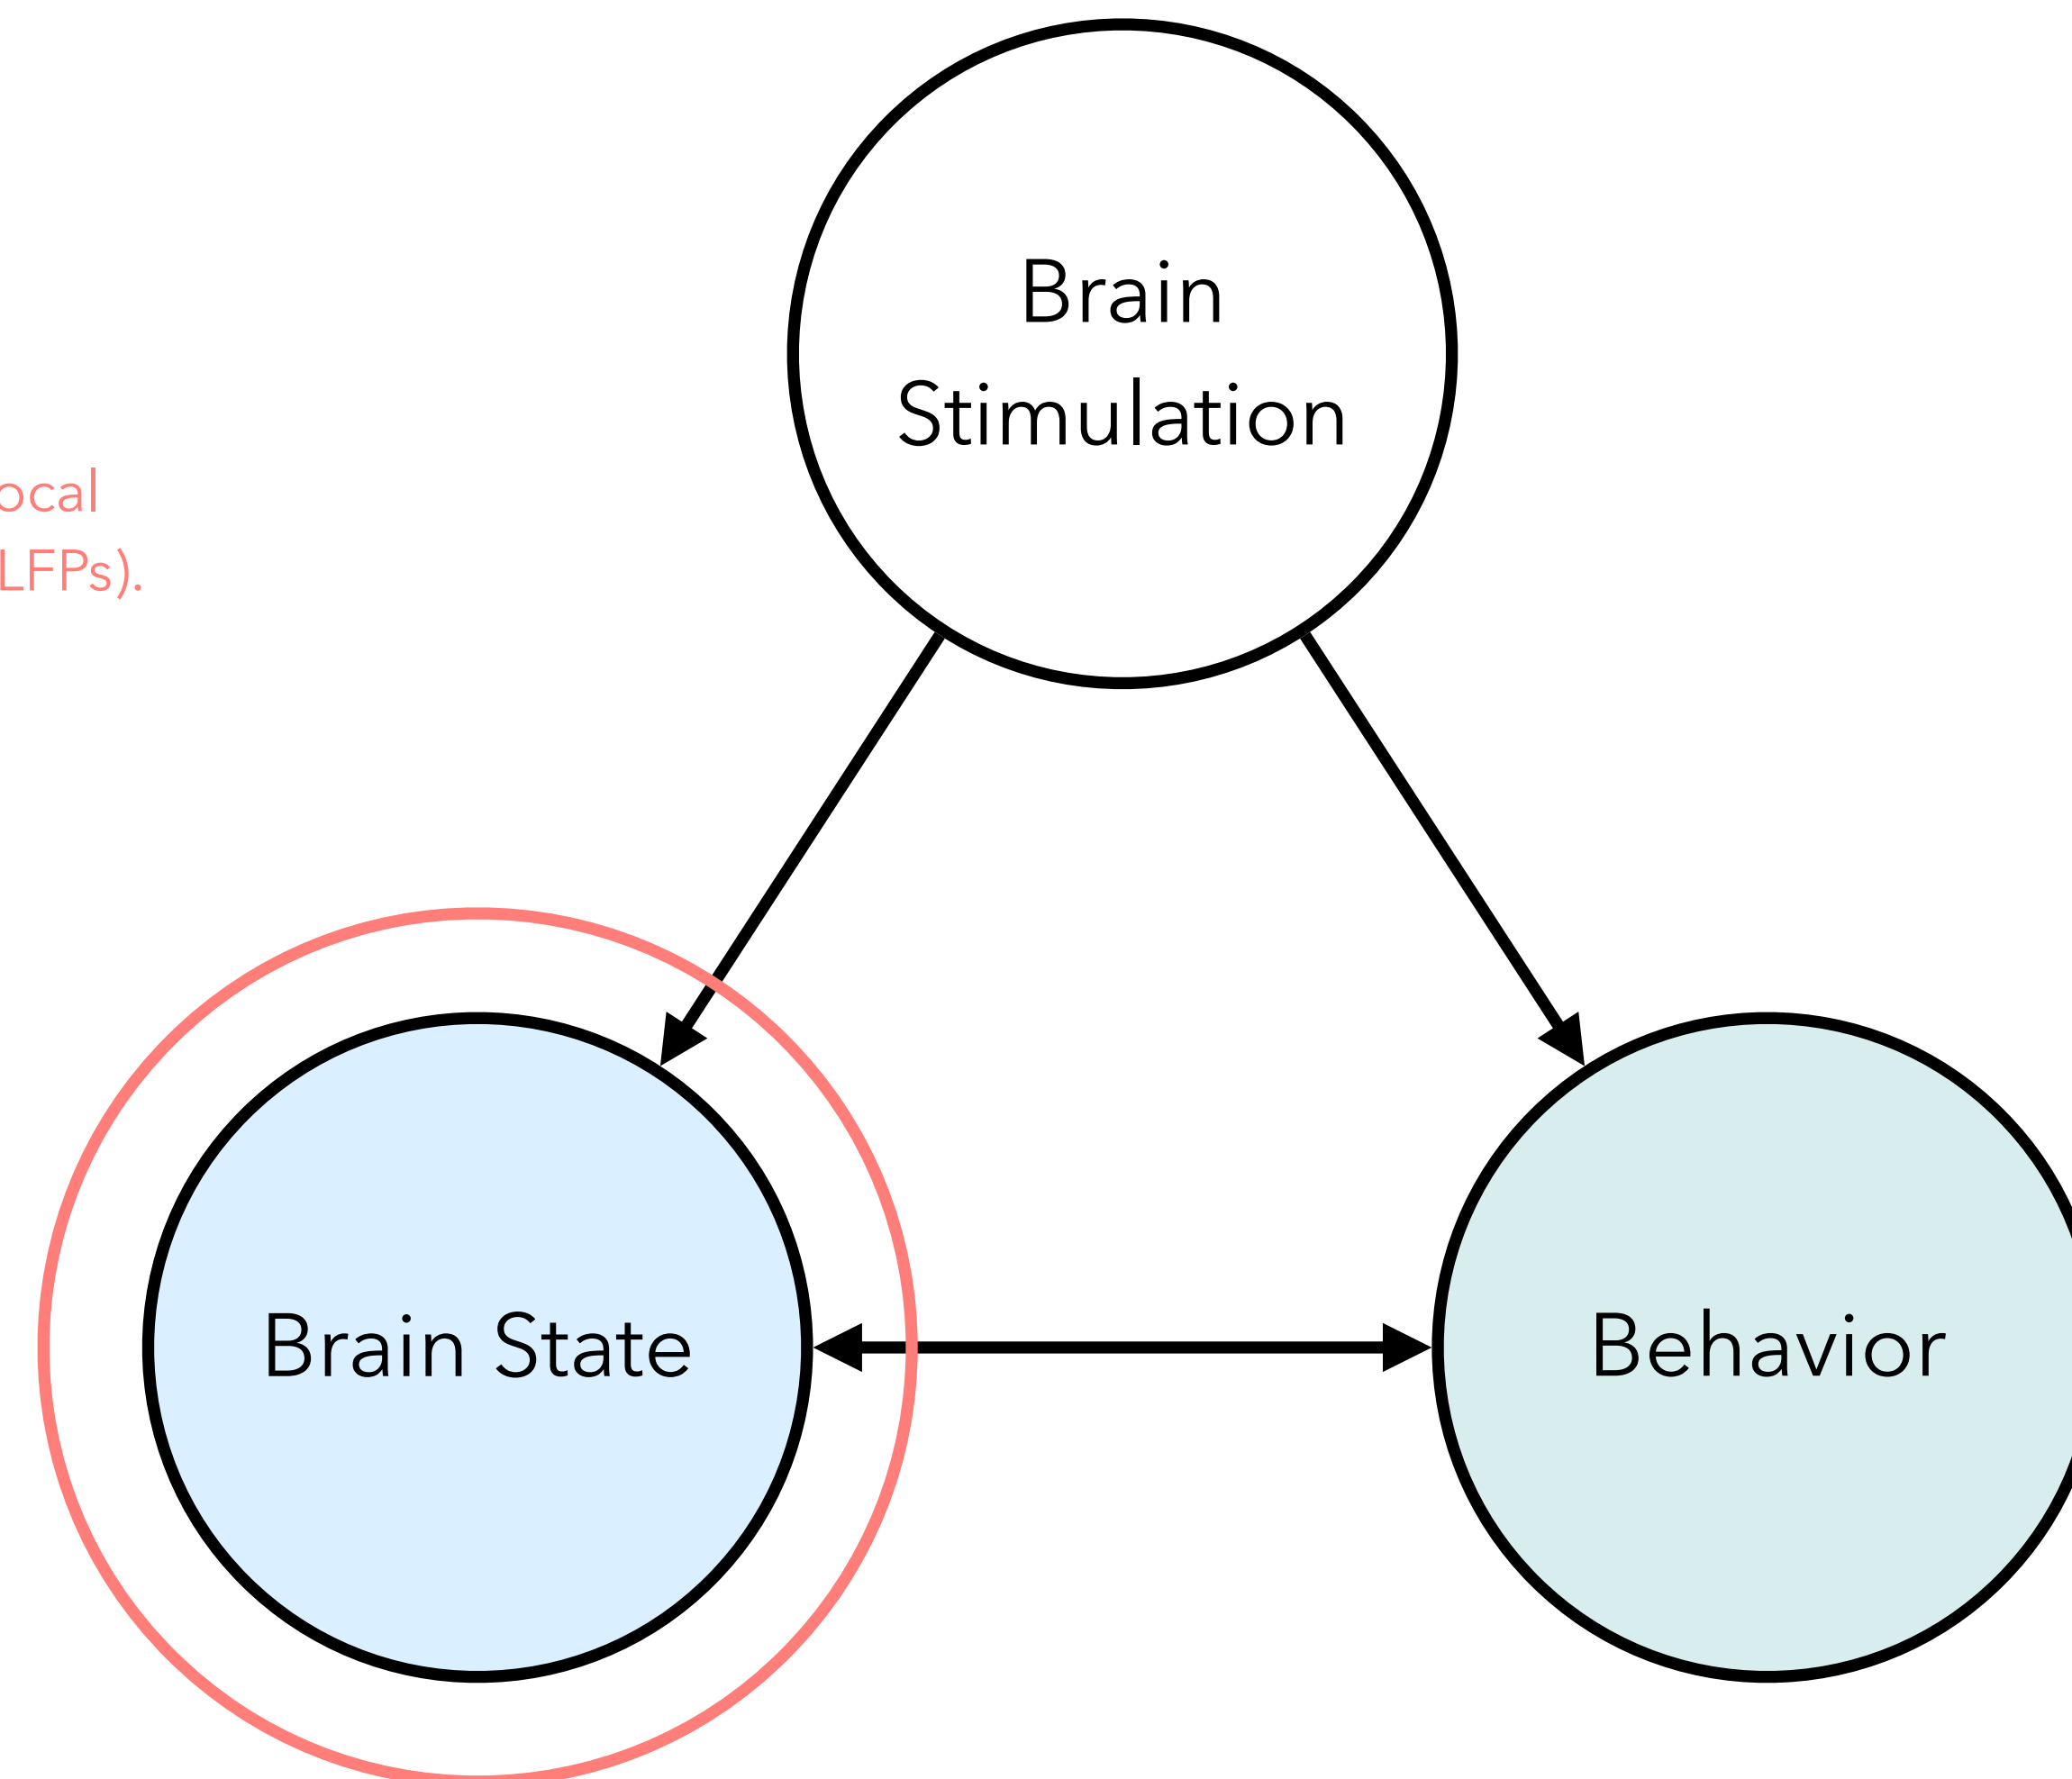 Brain
Stimulation
ocal
LFPs).
Brain State
Behavior